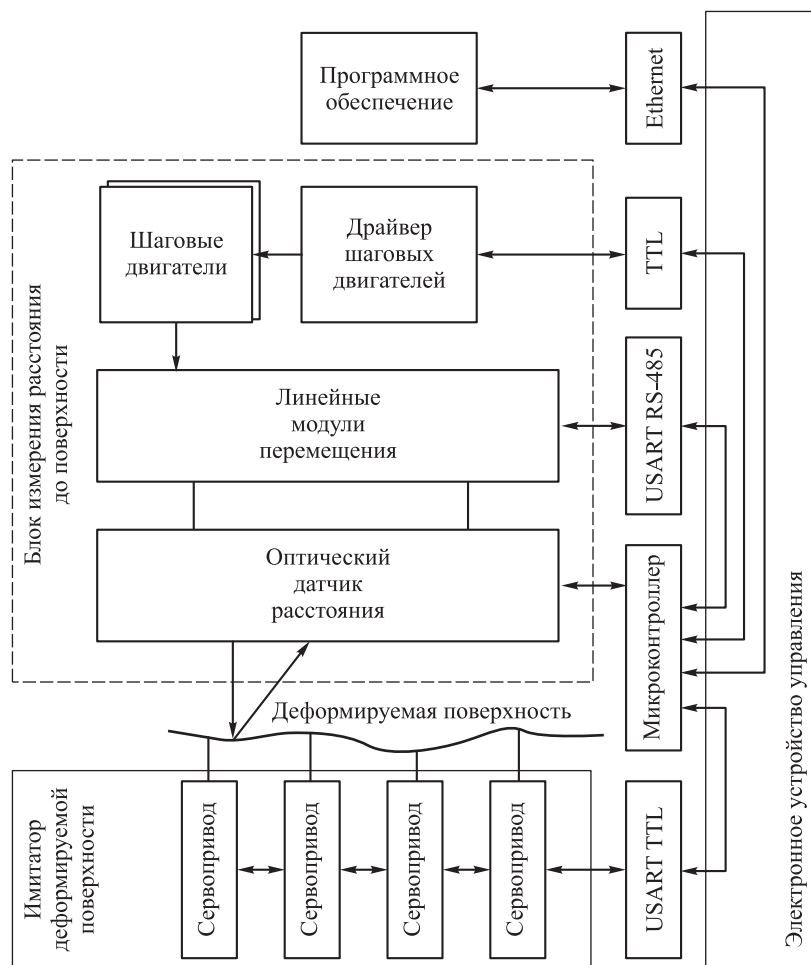 Программное
обеспечение
Ethernet
Шаговые
двигатели
Драйвер
шаговых
двигателей
TTL
Блок измерения расстояния
до поверхности
Линейные
модули
перемещения
USART RS-485
Оптический
датчик
расстояния
Микроконтроллер
Электронное устройство управления
Деформируемая поверхность
Имитатор
деформируемой
поверхности
Сервопривод
Сервопривод
Сервопривод
Сервопривод
USART TTL